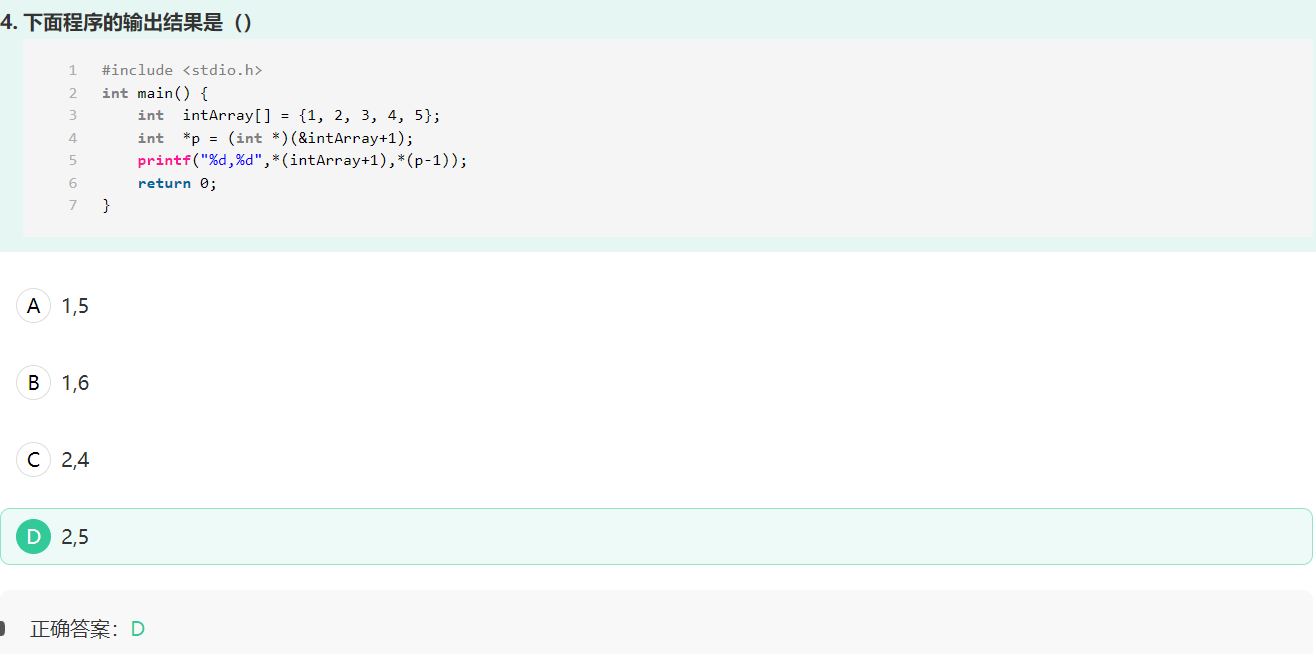 4. 下面程序的输出结果是（）
1 #include <stdio.h>
2 int main() {
3     int  intArray[] = {1, 2, 3, 4, 5};
4     int  *p = (int *)(&intArray+1);
5     printf("%d,%d",*(intArray+1),*(p-1));
6     return 0;
7 }
A 1,5
B 1,6
C 2,4
D 2,5
正确答案：D